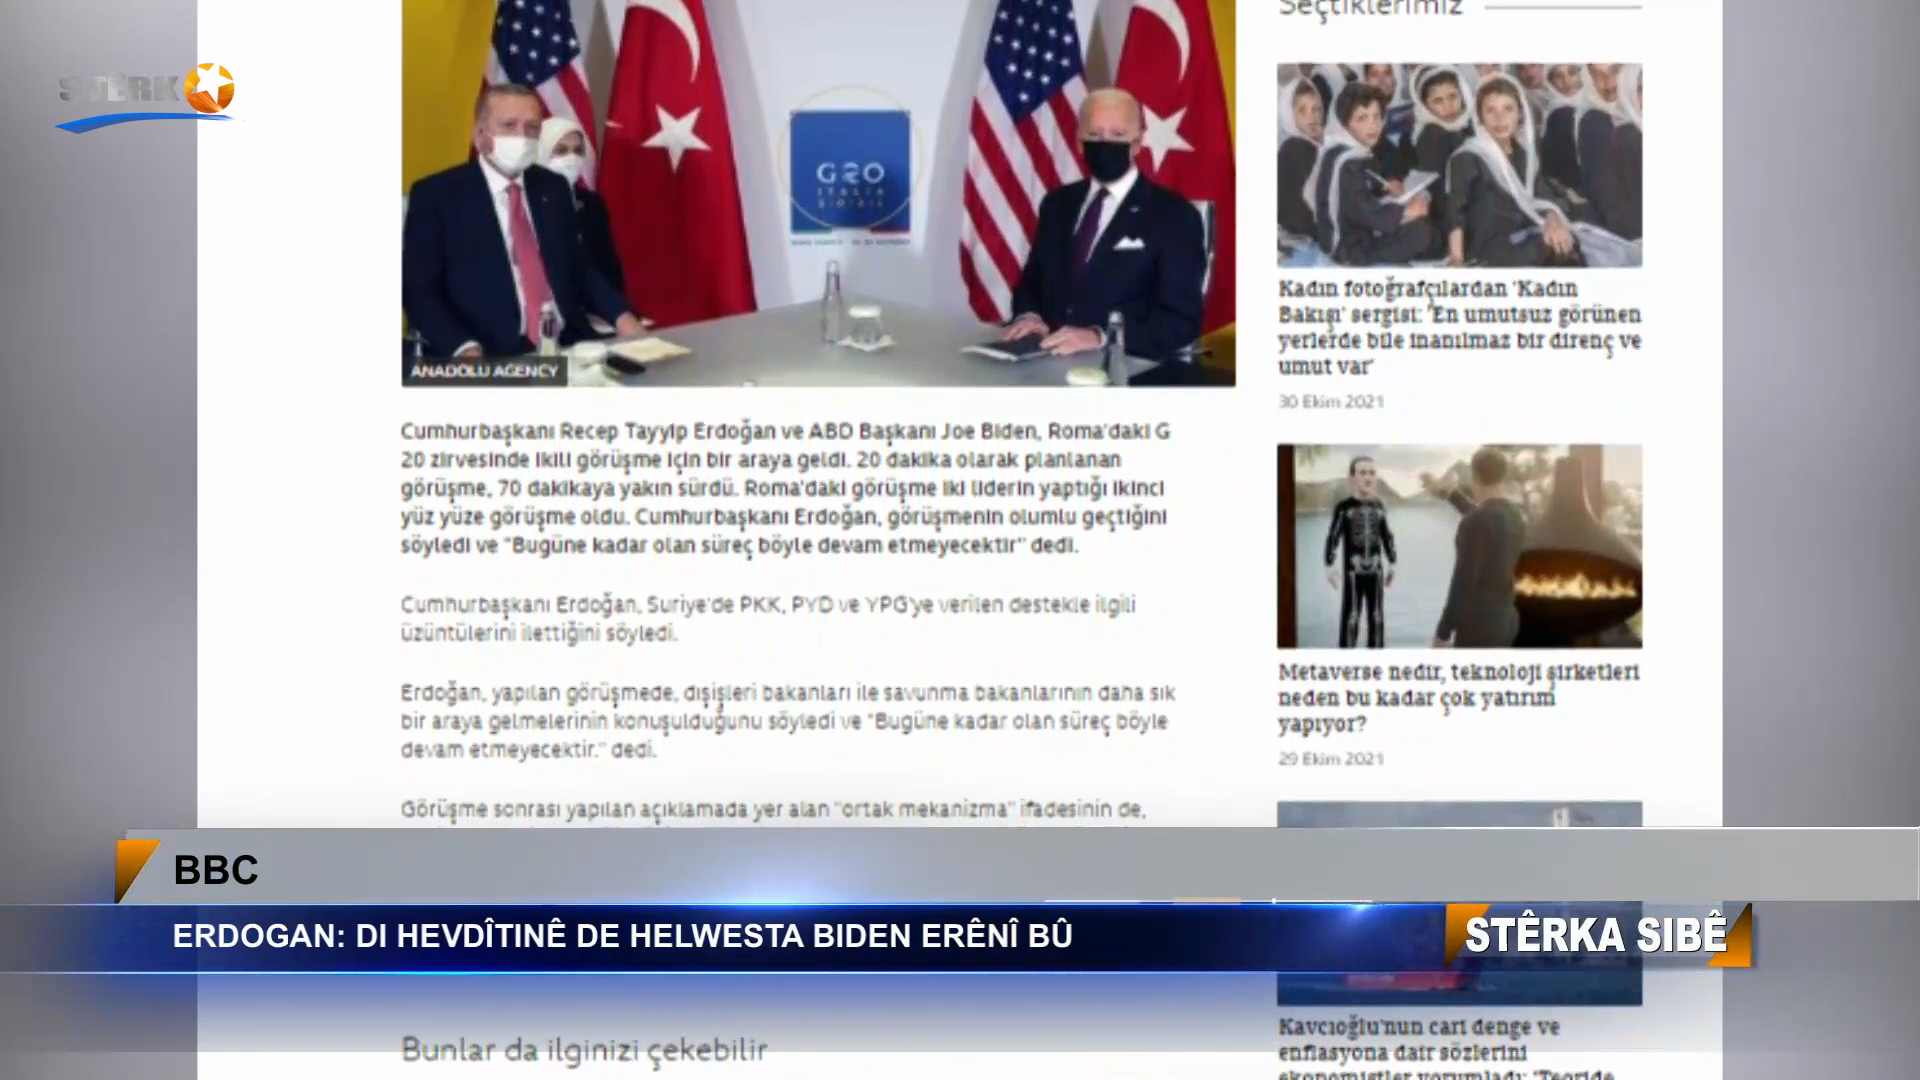 STÊRK
Seçtiklerimiz
G20
ITALIA
2021
ANADOLU AGENCY
Cumhurbaşkanı Recep Tayyip Erdoğan ve ABD Başkanı Joe Biden, Roma'daki G
20 zirvesinde ikili görüşme için bir araya geldi. 20 dakika olarak planlanan
görüşme, 70 dakikaya yakın sürdü. Roma'daki görüşme iki liderin yaptığı ikinci
yüz yüze görüşme oldu. Cumhurbaşkanı Erdoğan, görüşmenin olumlu geçtiğini
söyledi ve "Bugüne kadar olan süreç böyle devam etmeyecektir" dedi.
Cumhurbaşkanı Erdoğan, Suriye'de PKK, PYD ve YPG'ye verilen destekle ilgili
üzüntülerini ilettiğini söyledi.
Erdoğan, yapılan görüşmede, dışişleri bakanları ile savunma bakanlarının daha sık
bir araya gelmelerinin konuşulduğunu söyledi ve "Bugüne kadar olan süreç böyle
devam etmeyecektir." dedi.
Görüşme sonrası yapılan açıklamada yer alan "ortak mekanizma" ifadesinin de,
Kadın fotoğrafçılardan 'Kadın
Bakışı' sergisi: 'En umutsuz görünen
yerlerde bile inanılmaz bir direnç ve
umut var'
30 Ekim 2021
Metaverse nedir, teknoloji şirketleri
neden bu kadar çok yatırım
yapıyor?
29 Ekim 2021
BBC
ERDOGAN: DI HEVDÎTINÊ DE HELWESTA BIDEN ERÊNÎ BÛ
STÊRKA SIBÊ
Bunlar da ilginizi çekebilir
Kavcıoğlu'nun cari denge ve
enflasyona dair sözlerini
ekonomistler yorumladı: 'Teoride